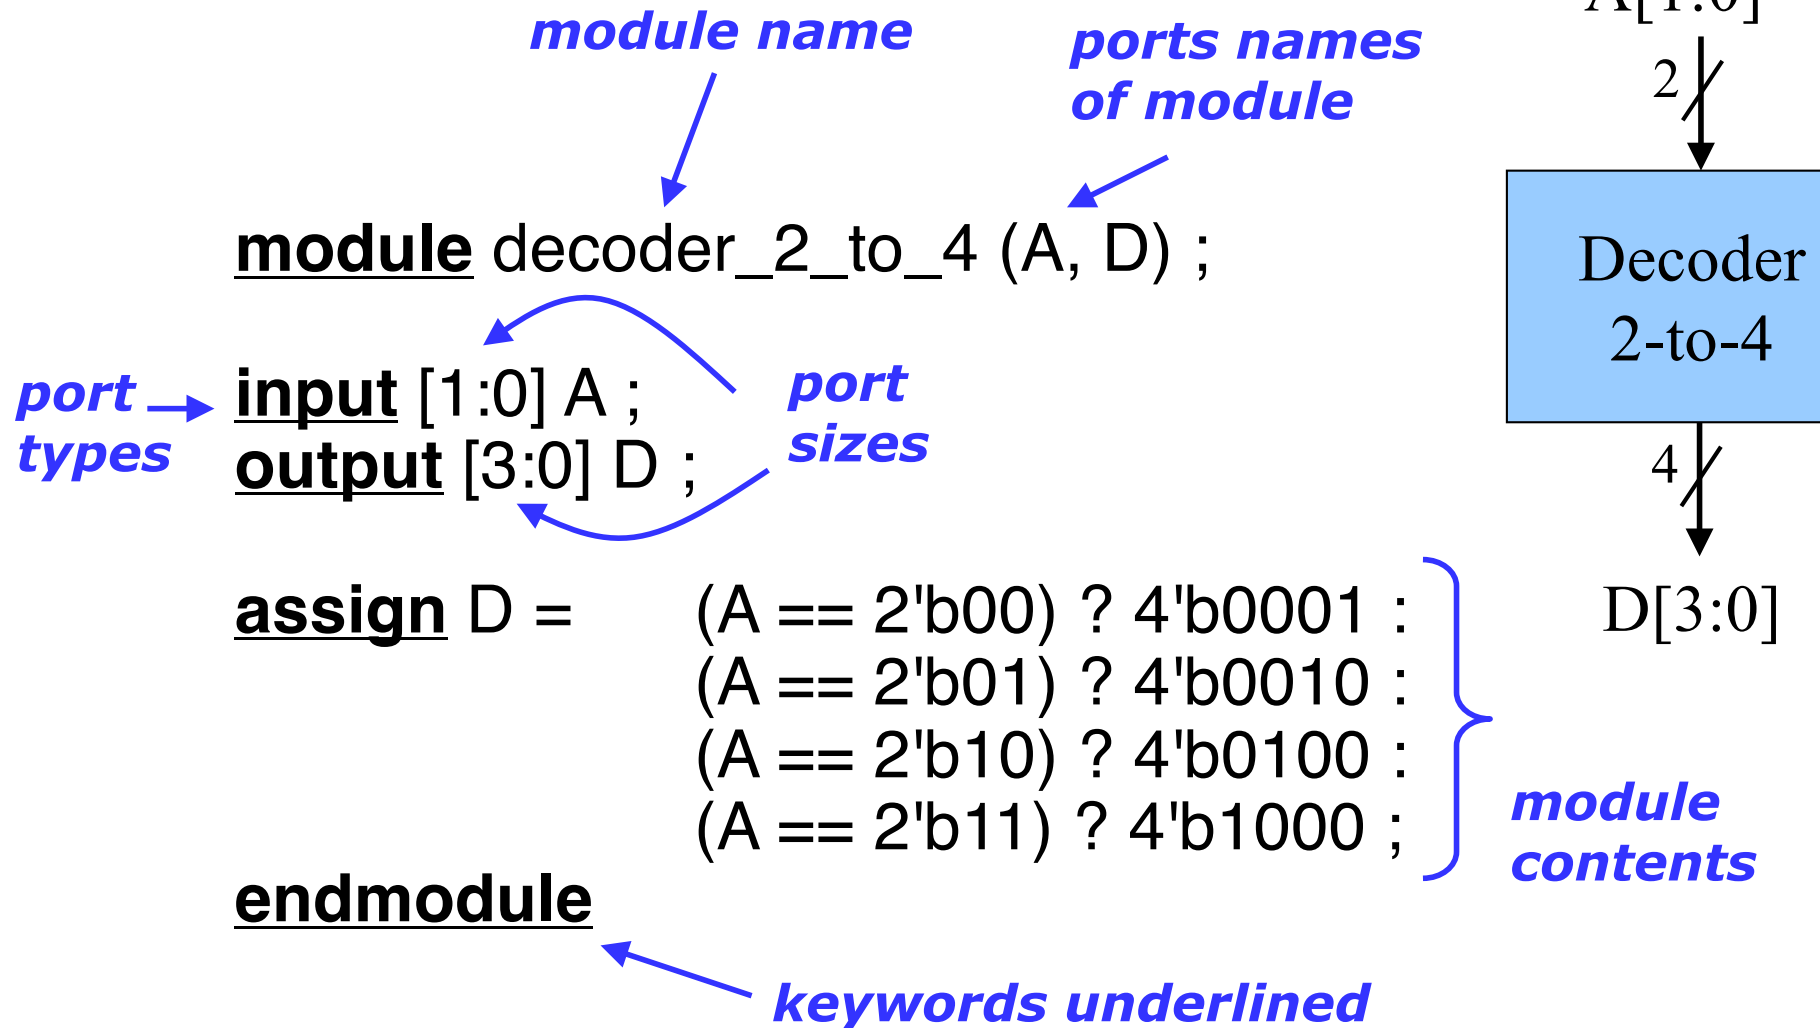 module name
ports names
of module
module decoder_2_to_4 (A, D) ;
port
types
input [1:0] A ;
output [3:0] D ;
port
sizes
assign D = (A == 2'b00) ? 4'b0001 :
(A == 2'b01) ? 4'b0010 :
(A == 2'b10) ? 4'b0100 :
(A == 2'b11) ? 4'b1000 ;
module
contents
endmodule
keywords underlined
A[1:0]
2
Decoder
2-to-4
4
D[3:0]